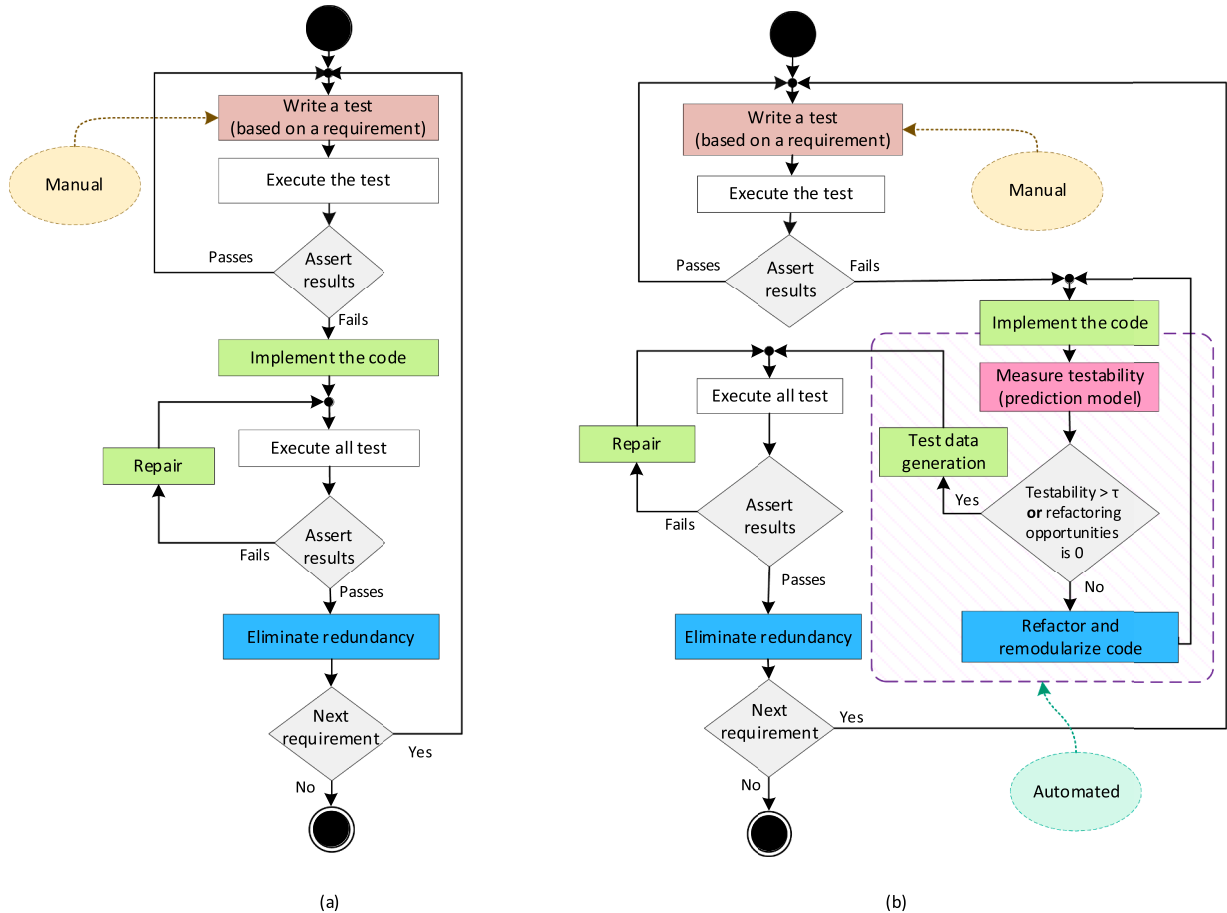 Write a test
(based on a requirement)
Manual
Execute the test
Passes
Assert
results
Fails
Implement the code
Execute all test
Repair
Assert
results
Fails
Passes
Eliminate redundancy
Next
requirement
Yes
No
(a)
Write a test
(based on a requirement)
Manual
Execute the test
Passes
Assert
results
Fails
Implement the code
Measure testability
(prediction model)
Execute all test
Repair
Test data
generation
Testability > τ
or refactoring
opportunities
is 0
Yes
Assert
results
Fails
Passes
No
Refactor and
remodularize code
Eliminate redundancy
Next
requirement
Yes
No
Automated
(b)